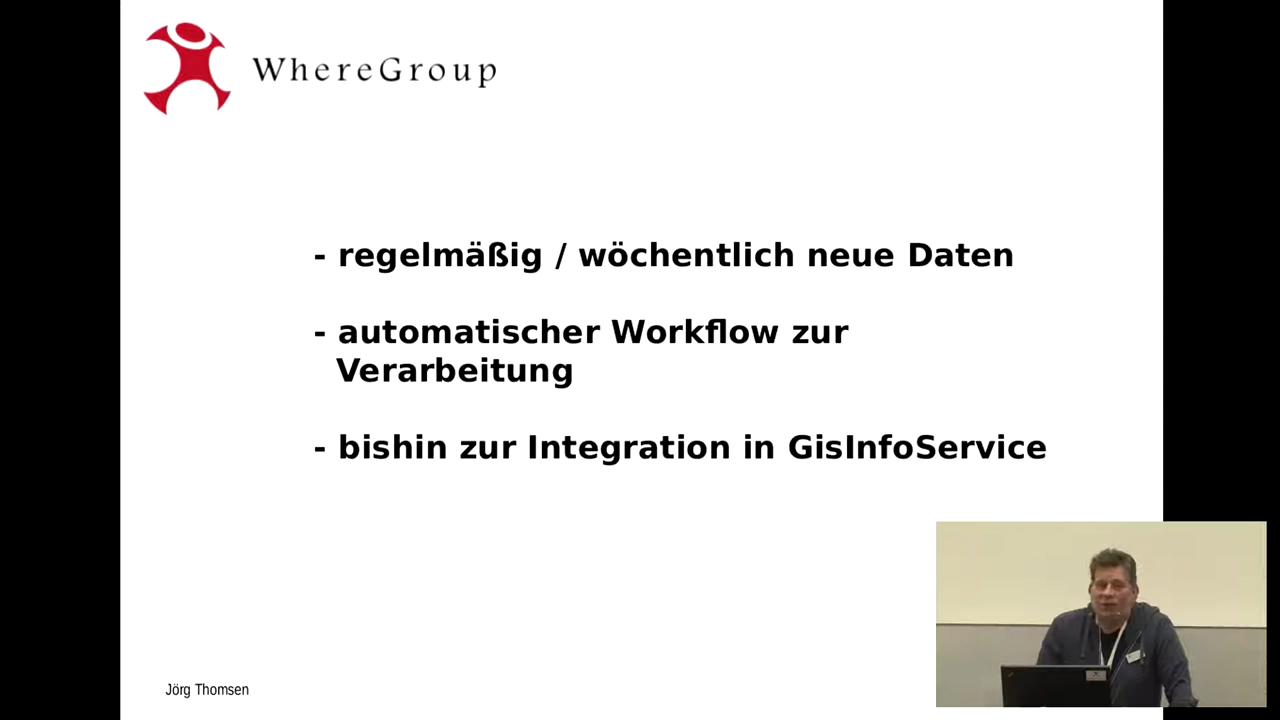 WhereGroup
- regelmäßig / wöchentlich neue Daten
- automatischer Workflow zur
Verarbeitung
- bishin zur Integration in GisInfoService
Jörg Thomsen